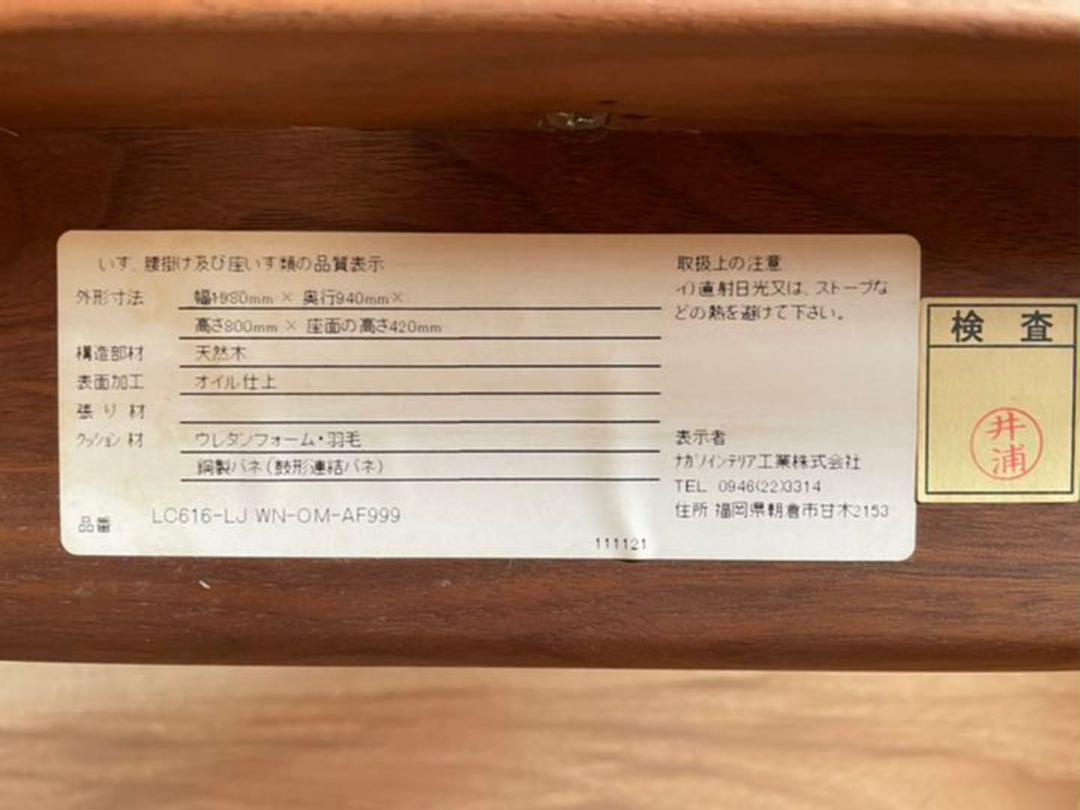 いす、腰掛け及び座いす類の品質表示
外形寸法 幅1980mm × 奥行940mm×
高さ800mm × 座面の高さ420mm
構造部材 天然木
表面加工 オイル仕上
張り材
クッション材 ウレタンフォーム・羽毛
鋼製バネ(鼓形連結バネ)
品番 LC616-LJ WN-OM-AF999
111121
取扱上の注意
イ)直射日光又は、ストーブな
どの熱を避けて下さい。
表示者
ナガノインテリア工業株式会社
TEL 0946(22)3314
住所 福岡県朝倉市甘木2153
検査
井浦